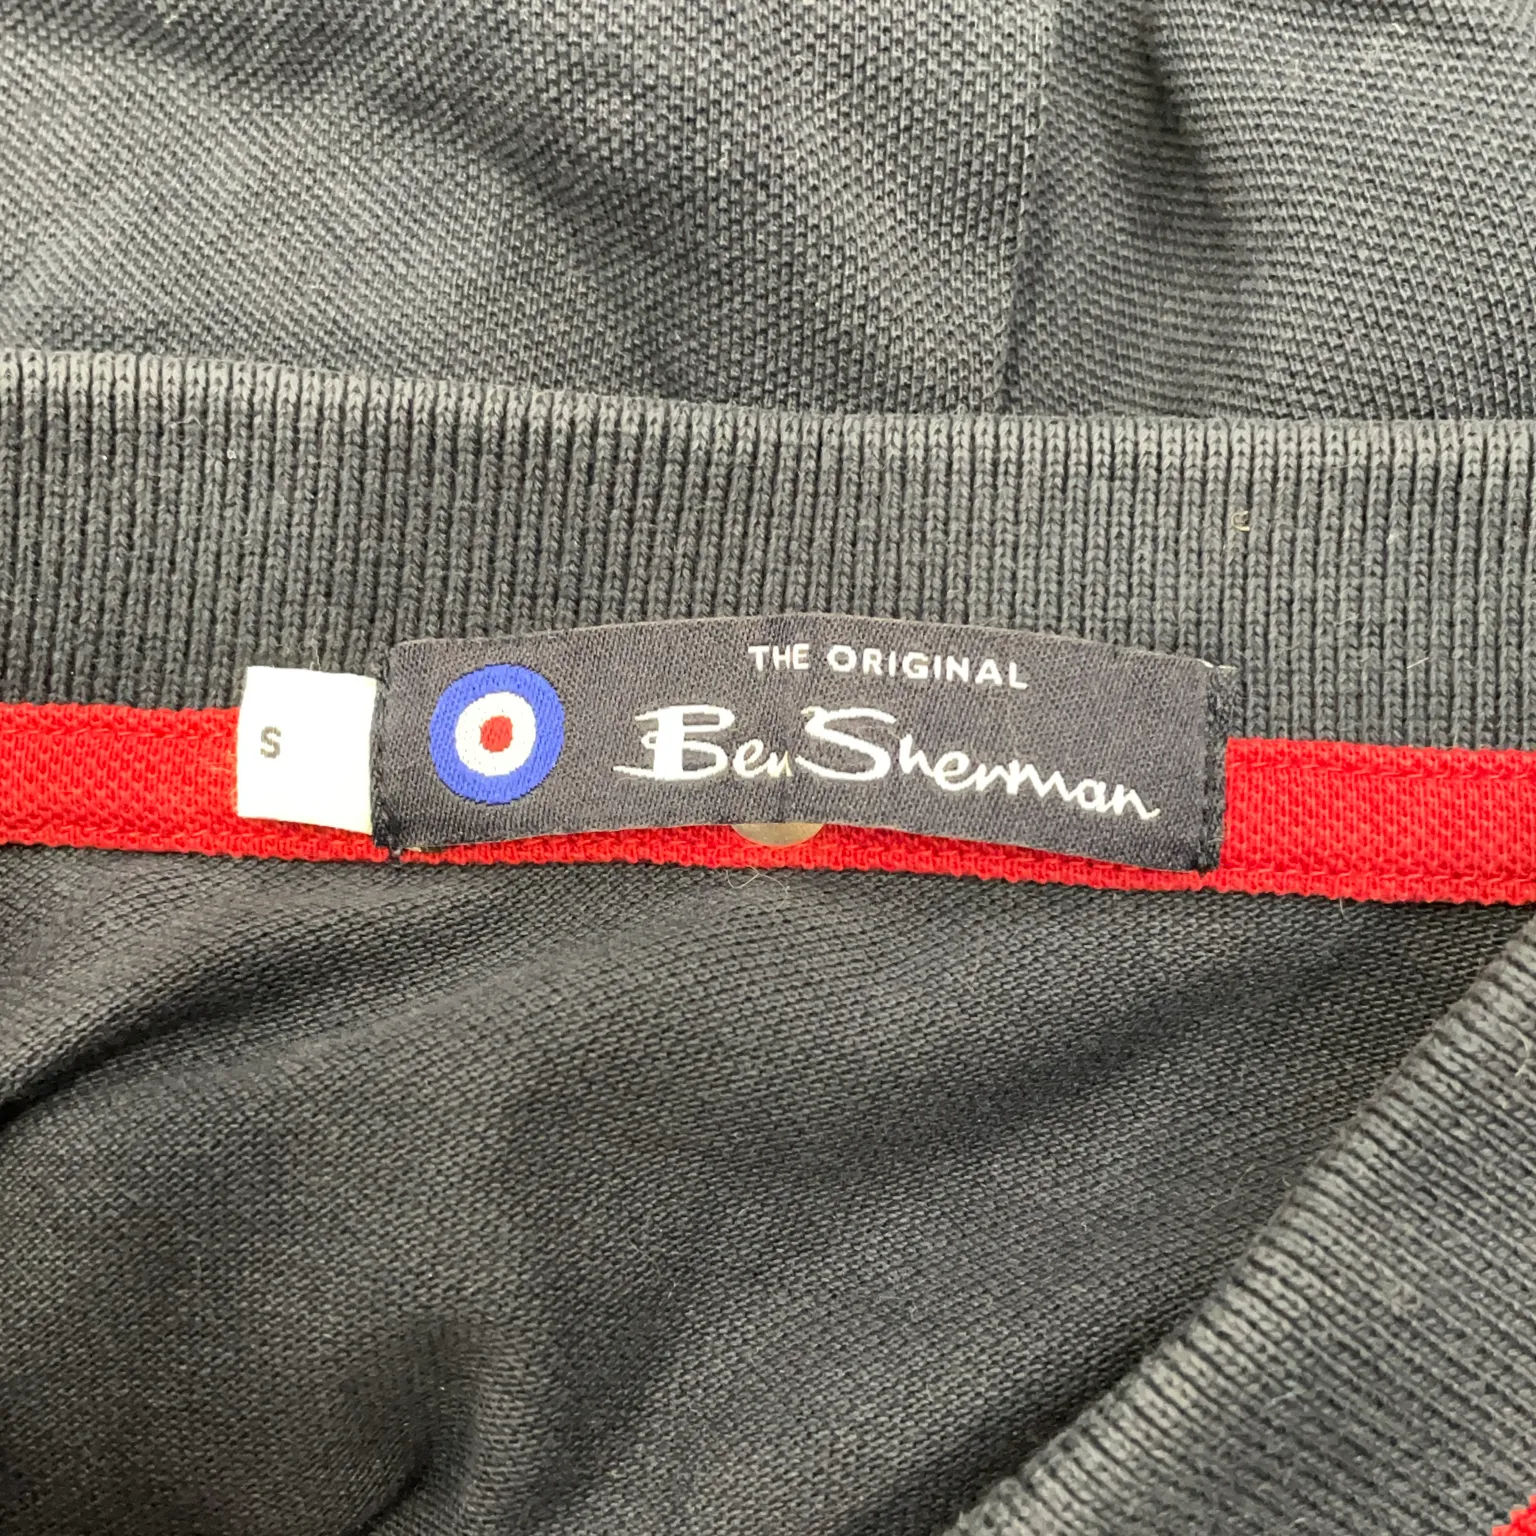 THE ORIGINAL
Ben Sherman
S